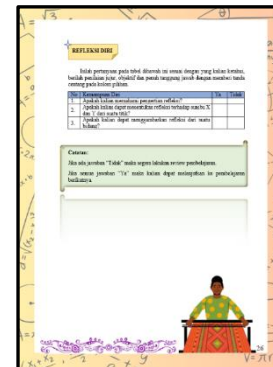 REFLEKSI DIRI
Isilah pertanyaan pada tabel dibawah ini sesuai dengan yang kalian ketahui,
berilah penilaian jujur, objektif dan penuh tanggung jawab dengan memberi tanda
centang pada kolom pilihan.
No Kemampuan Diri Ya Tidak
1. Apakah kalian memahami pengertian refleksi?
2. Apakah kalian dapat menentukan refleksi terhadap sumbu X
dan Y dari suatu titik?
3. Apakah kalian dapat menggambarkan refleksi dari suatu
bidang?
Catatan:
Jika ada jawaban "Tidak" maka segera lakukan review pembelajaran.
Jika semua jawaban "Ya" maka kalian dapat melanjutkan ke pembelajaran
berikutnya.
26